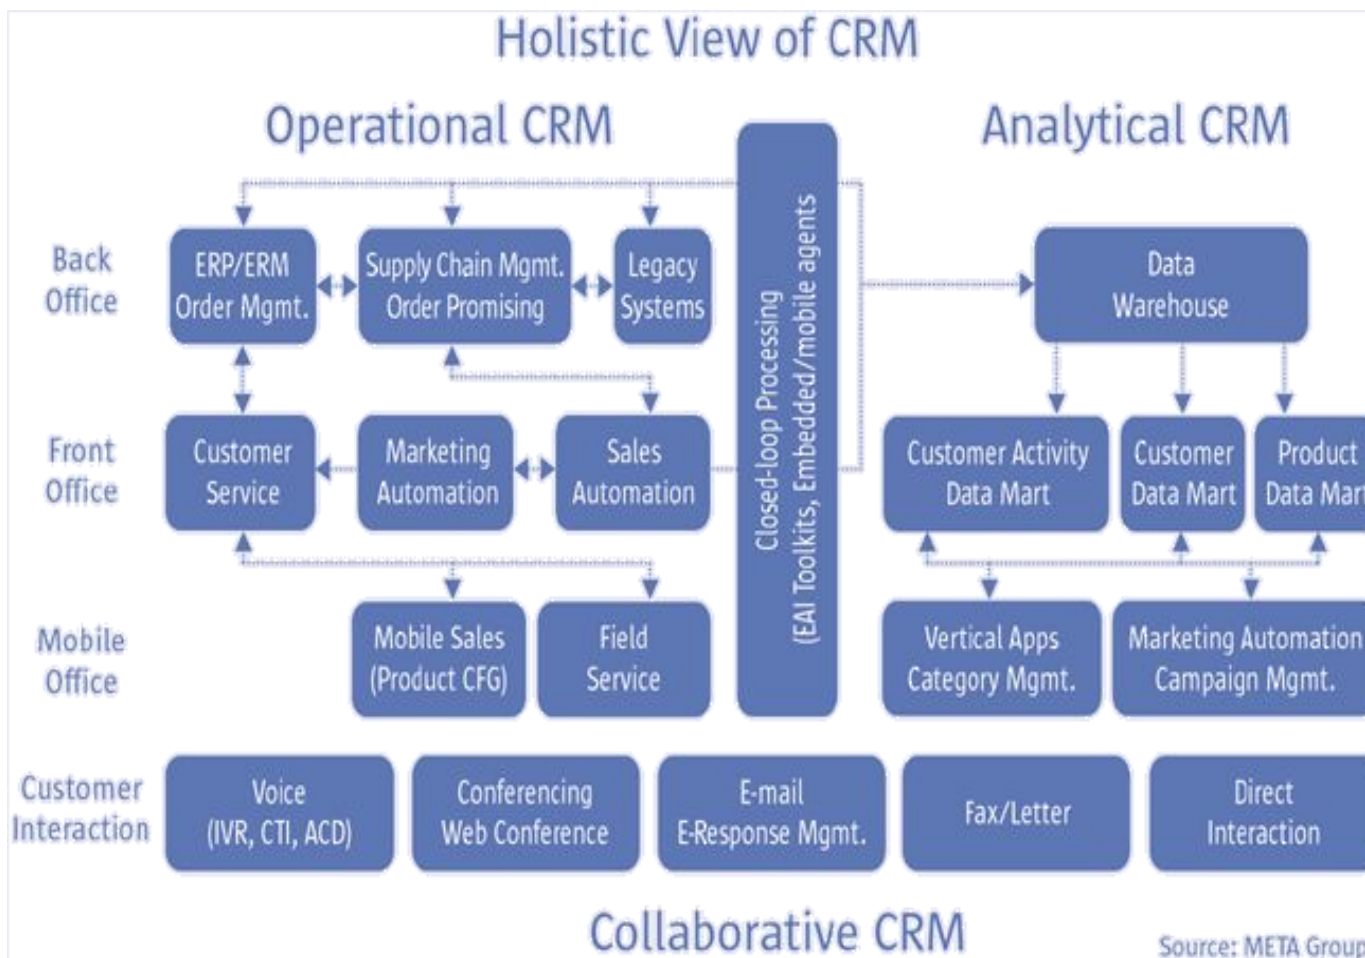 Holistic View of CRM
Operational CRM
Analytical CRM
Back
Office
ERP/ERM
Order Mgmt.
Supply Chain Mgmt.
Order Promising
Legacy
Systems
Closed-loop Processing
(EAI Toolkits, Embedded/mobile agents
Data
Warehouse
Front
Office
Customer
Service
Marketing
Automation
Sales
Automation
Customer Activity
Data Mart
Customer
Data Mart
Product
Data Mart
Mobile
Office
Mobile Sales
(Product CFG)
Field
Service
Vertical Apps
Category Mgmt.
Marketing Automation
Campaign Mgmt.
Customer
Interaction
Voice
(IVR, CTI, ACD)
Conferencing
Web Conference
E-mail
E-Response Mgmt.
Fax/Letter
Direct
Interaction
Collaborative CRM
Source: META Group